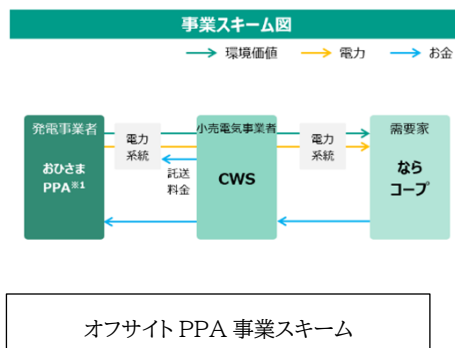 事業スキーム図
環境価値 電力 お金
発電事業者
おひさま
PPA※1
電力
系統
小売電気事業者
託送
料金
CWS
電力
系統
需要家
なら
コープ
オフサイト PPA 事業スキーム